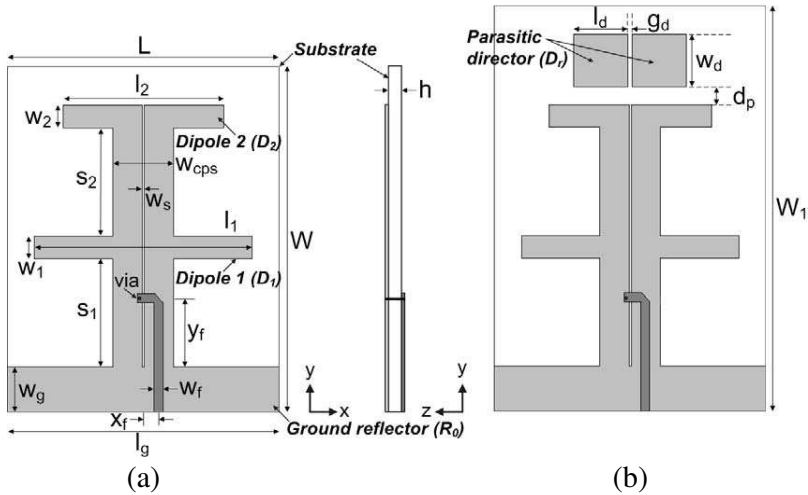 L
Substrate
l2
h
w2
Dipole 2 (D2)
wcps
s2
ws
l1
W
w1
Dipole 1 (D1)
via
s1
yf
y
y
wg
wf
x
z
xf
Ground reflector (R0)
lg
(a)
ld
gd
Parasitic
director (Dr)
wd
dp
W1
(b)